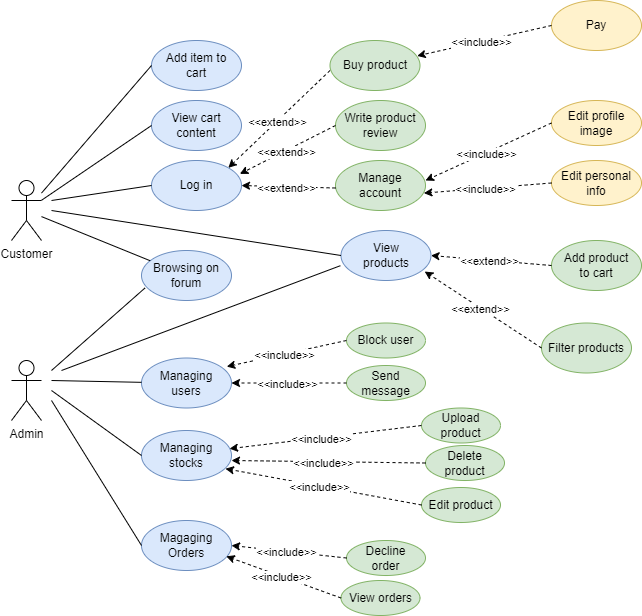 Pay
<<include>>
Add item to
cart
Buy product
View cart
content
<<extend>>
Write product
review
Edit profile
image
<<extend>>
<<include>>
Log in
<<extend>>
Manage
account
<<include>>
Edit personal
info
Customer
View
products
Browsing on
forum
<<extend>>
Add product
to cart
<<extend>>
Block user
Filter products
<<include>>
Managing
users
<<include>>
Send
message
Admin
Upload
product
Managing
stocks
<<include>>
<<include>>
Delete
product
<<include>>
Edit product
Magaging
Orders
<<include>>
Decline
order
<<include>>
View orders